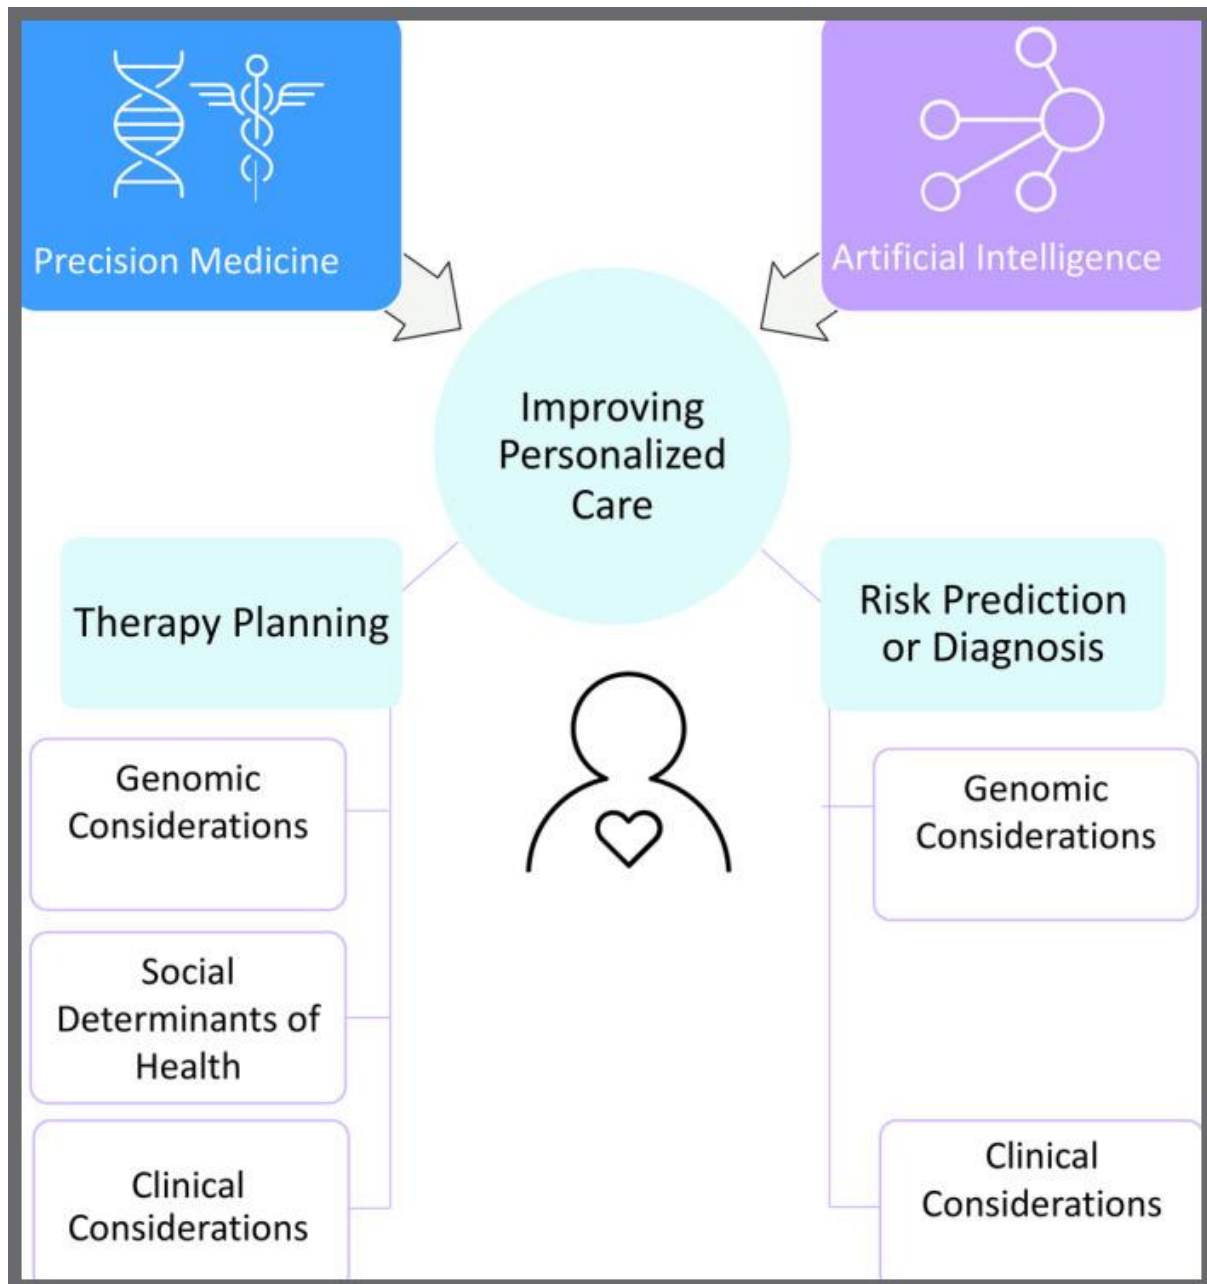 Precision Medicine
Artificial Intelligence
Improving
Personalized
Care
Therapy Planning
Risk Prediction
or Diagnosis
Genomic
Considerations
Social
Determinants of
Health
Clinical
Considerations
Genomic
Considerations
Clinical
Considerations